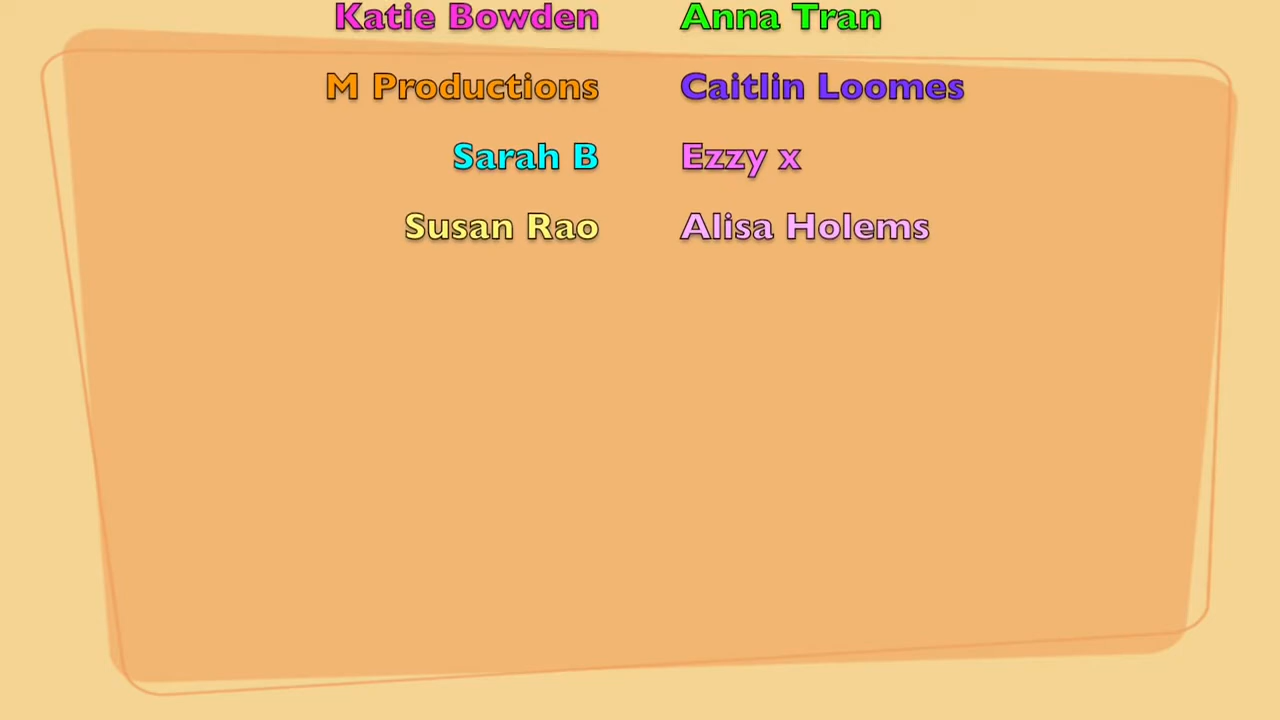 Katie Bowden Anna Tran
M Productions Caitlin Loomes
Sarah B Ezzy x
Susan Rao Alisa Holems